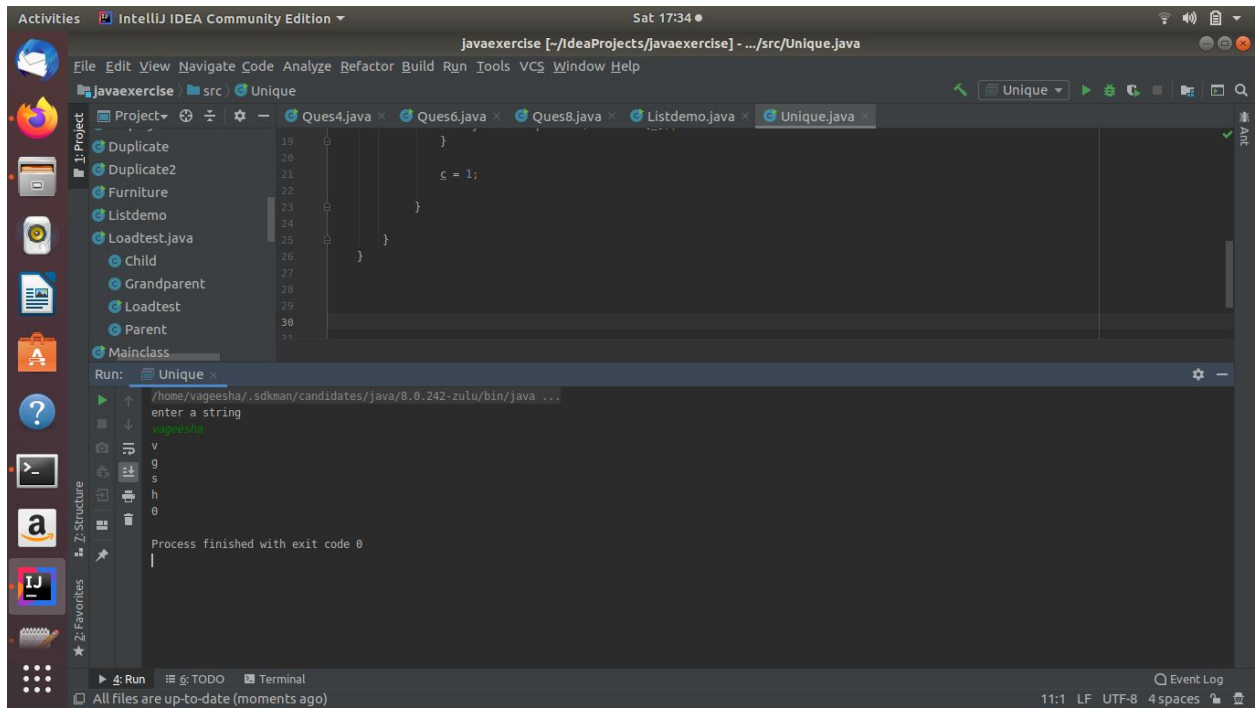 Activities IntelliJ IDEA Community Edition Sat 17:34
javaexercise [~/IdeaProjects/javaexercise] - .../src/Unique.java
File Edit View Navigate Code Analyze Refactor Build Run Tools VCS Window Help
javaexercise src Unique Unique
Project Ques4.java Ques6.java Ques8.java Listdemo.java Unique.java
1: Project
Ant
Duplicate
Duplicate2
Furniture
Listdemo
Loadtest.java
Child
Grandparent
Loadtest
Parent
Mainclass
19 }
20
21 c = 1;
22
23 }
24
25 }
26 }
27
28
29
30
31
Run: Unique
/home/vageesha/.sdkman/candidates/java/8.0.242-zulu/bin/java ...
enter a string
vageesha
v
g
s
h
0
Process finished with exit code 0
Z: Structure
2: Favorites
4: Run 6: TODO Terminal Event Log
All files are up-to-date (moments ago) 11:1 LF UTF-8 4 spaces